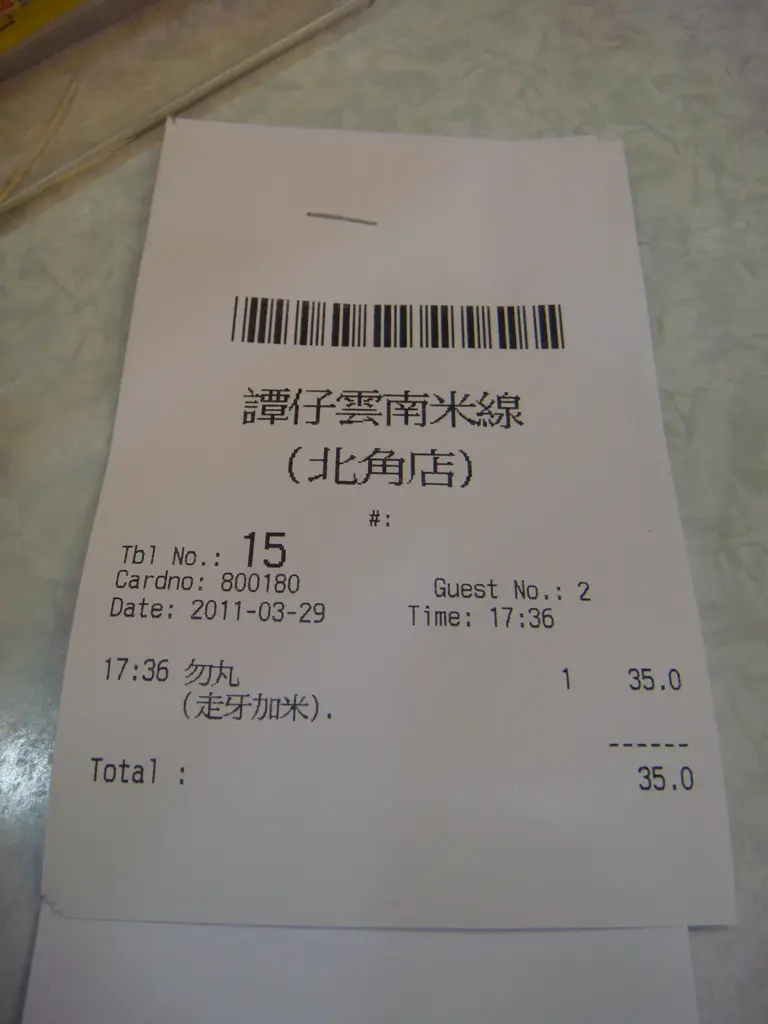 譚仔雲南米線
(北角店)
#:
Tbl No.: 15
Cardno: 800180 Guest No.: 2
Date: 2011-03-29 Time: 17:36
17:36 勿丸 1 35.0
(走牙加米).
------
Total : 35.0